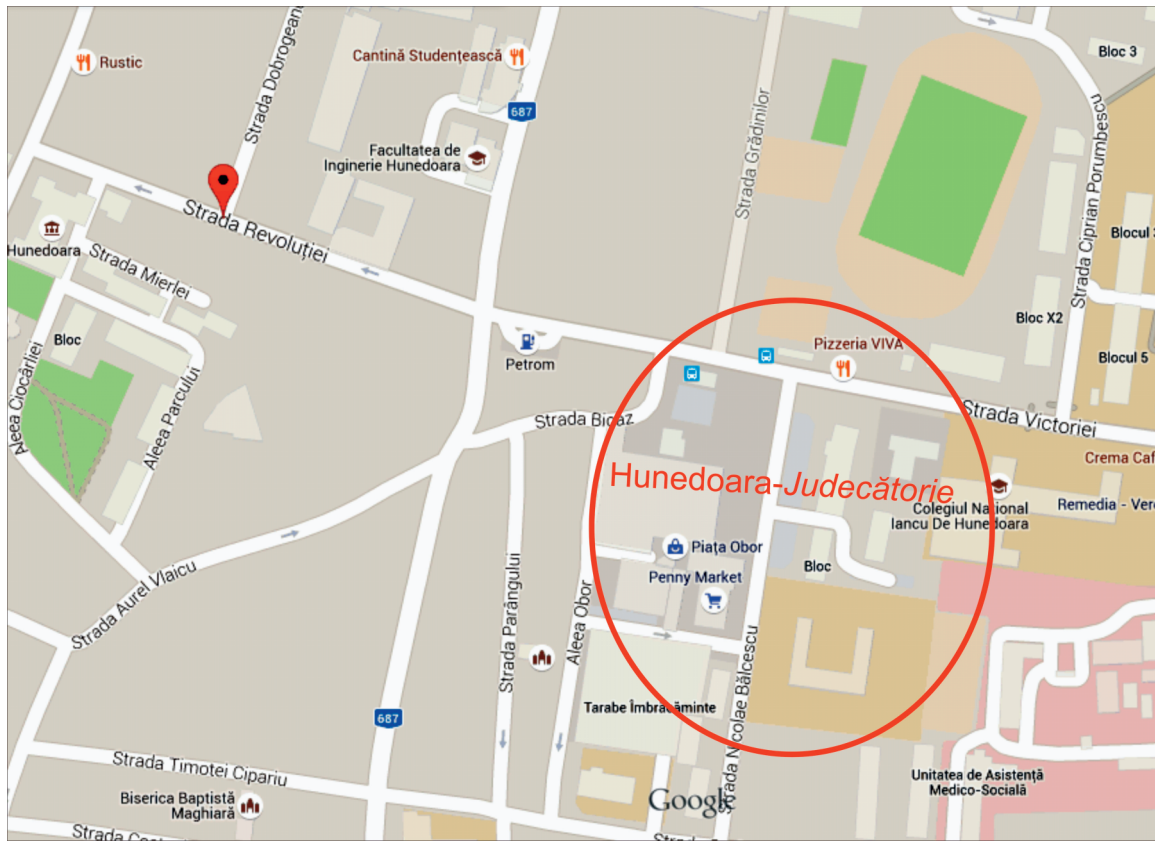 Bloc 3
Rustic
Cantină Studențească
Strada Dobrogeanu
687
Strada Grădinilor
Strada Ciprian Porumbescu
Facultatea de
Inginerie Hunedoara
Strada Revoluției
Hunedoara
Strada Mierlei
Bloc X2
Bloc
Petrom
Pizzeria VIVA
Blocul 5
Aleea Ciocârliei
Aleea Parcului
Strada Bicaz
Strada Victoriei
Crema Caf
Hunedoara-Judecătorie
Colegiul National
Iancu De Hunedoara
Remedia - Vere
Piața Obor
Penny Market
Bloc
Strada Aurel Vlaicu
Strada Parângului
Aleea Obor
Strada Nicolae Bălcescu
Tarabe Îmbracăminte
687
Strada Timotei Cipariu
Biserica Baptistă
Maghiară
Unitatea de Asistență
Medico-Socială
Google